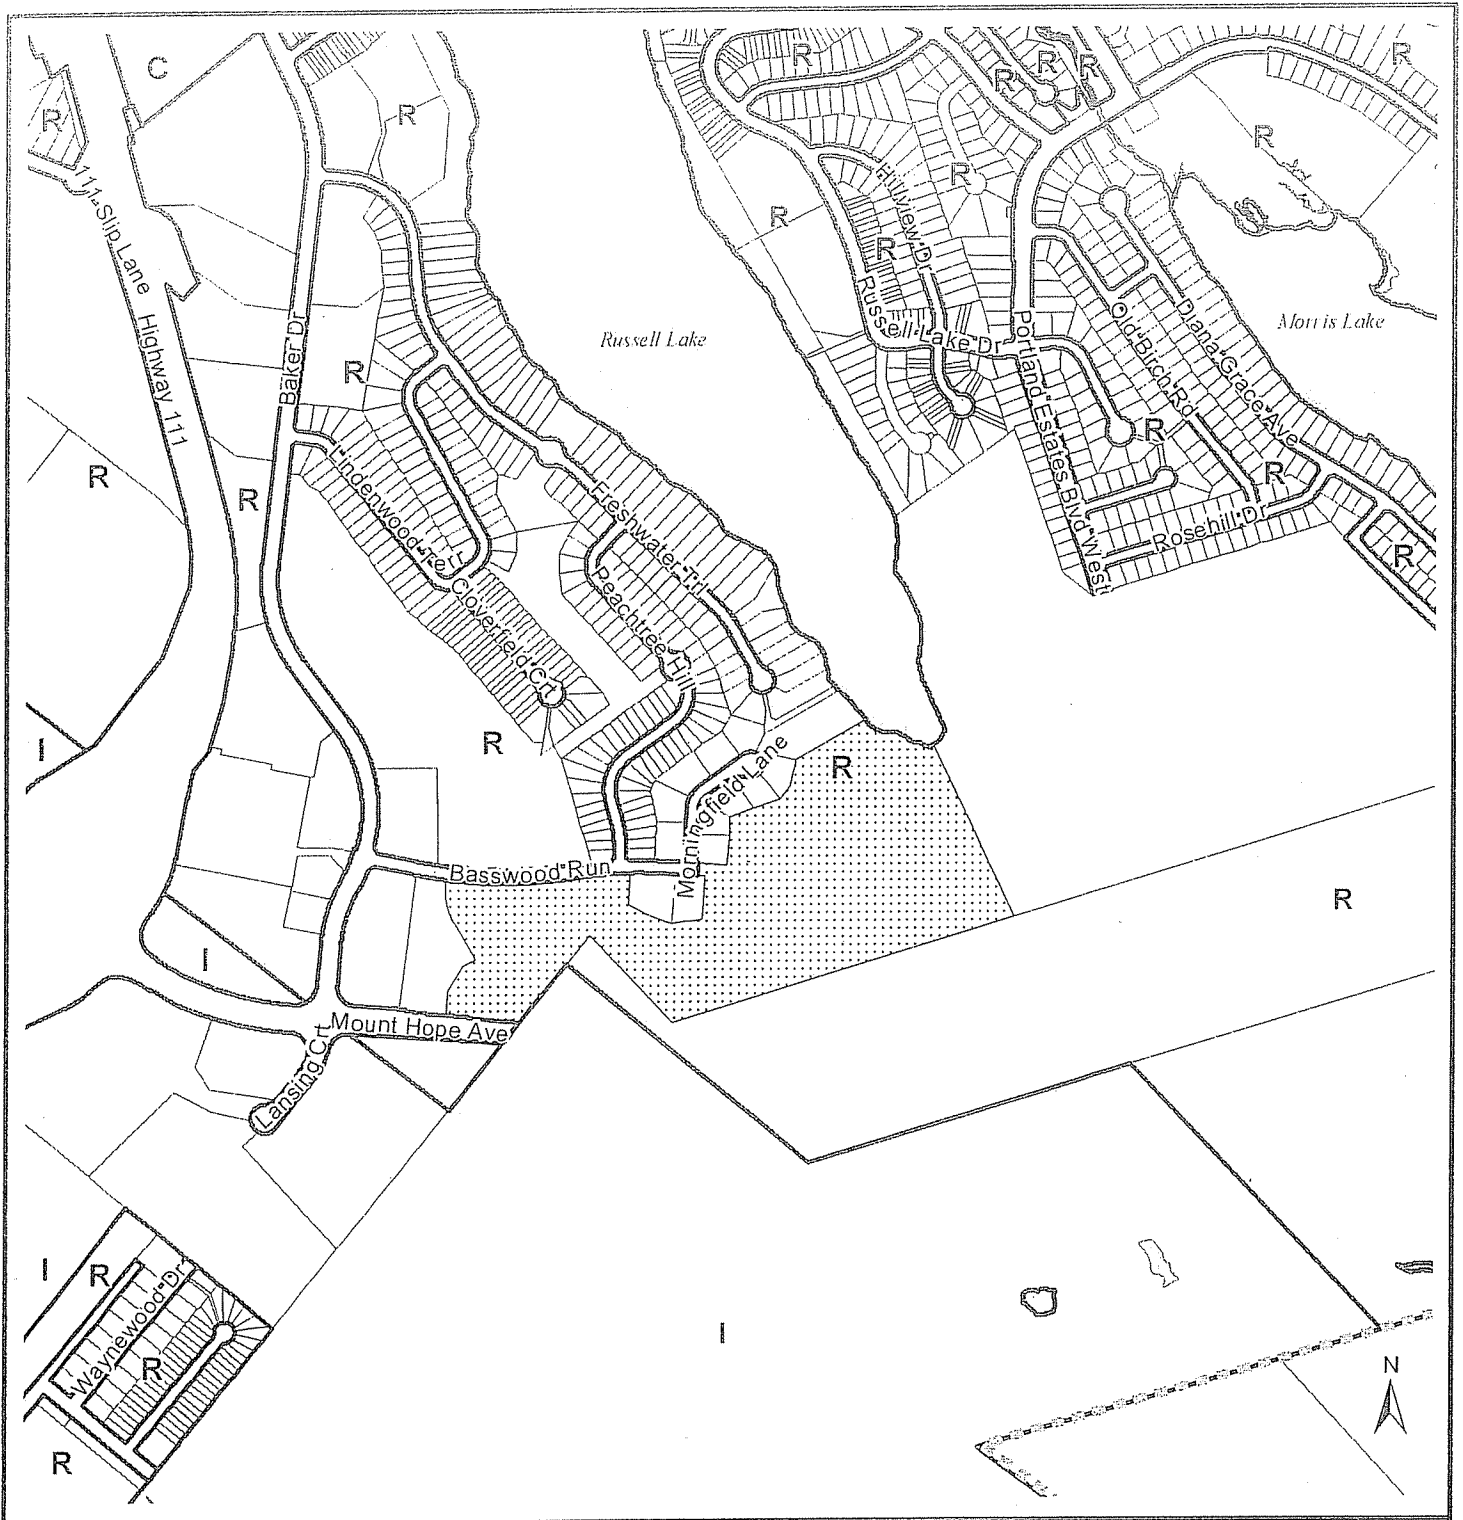 C
R
R
R
R
R
R
R
R
111-Slip Lane
Highway 111
R
R
Hillview-Dr
R
R
Russell-Lake-Dr
Russell Lake
Morris Lake
Baker Dr
R
Portland-Estates-Blvd-West
Old-Birch-Rd
Diana-Grace-Ave
R
R
R
R
Lindenwood-Terr
Freshwater-Trl
Rosehill-Dr
R
Cloverfield-Crt
Peachtree-Hill
I
R
R
Morningfield-Lane
Basswood-Run
R
I
Mount Hope Ave
Lansing Crt
I
R
Waynewood-Dr
R
I
N
R